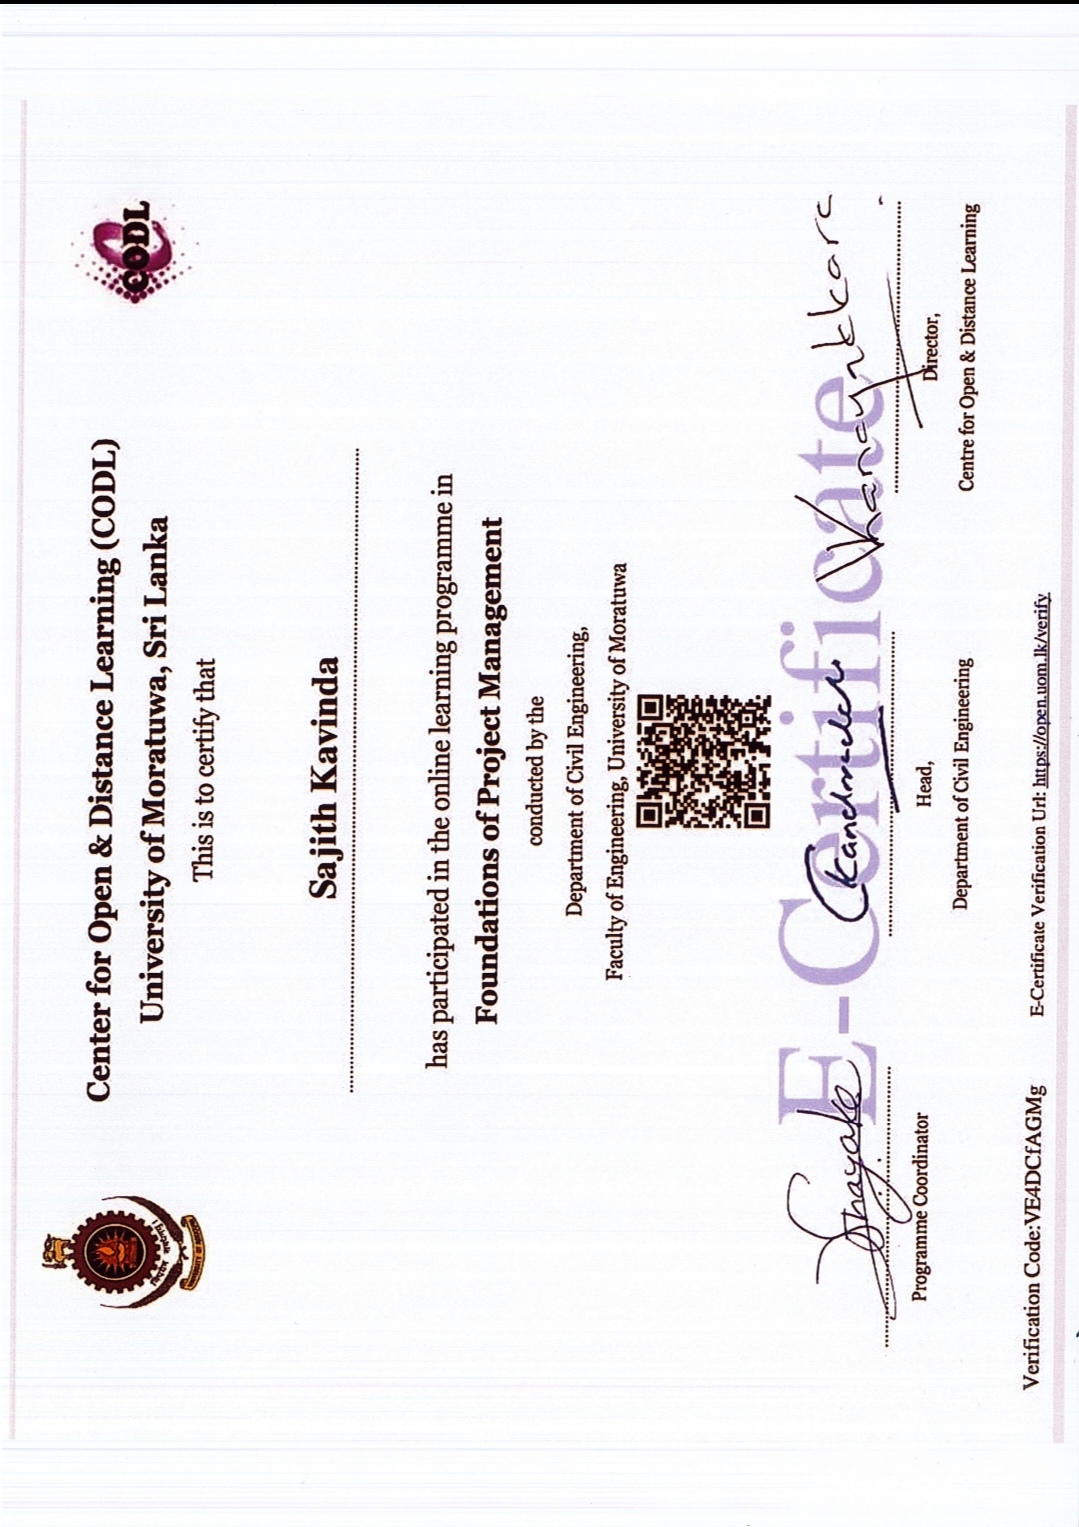 CODL
Center for Open & Distance Learning (CODL)
University of Moratuwa, Sri Lanka
This is to certify that
Sajith Kavinda
has participated in the online learning programme in
Foundations of Project Management
conducted by the
Department of Civil Engineering,
Faculty of Engineering, University of Moratuwa
E-Certificate
Programme Coordinator
Head,
Department of Civil Engineering
Director,
Centre for Open & Distance Learning
Verification Code:VE4DCfAGMg
E-Certificate Verification Url: https://open.uom.lk/verify